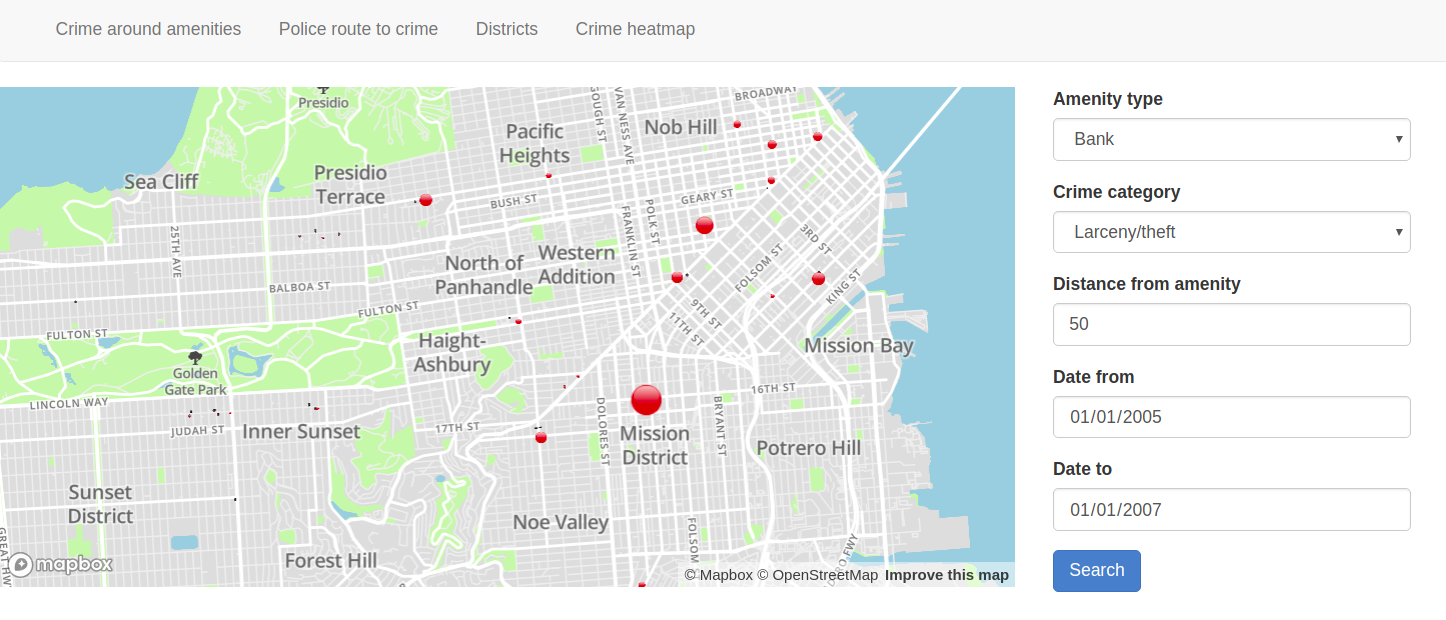 Crime around amenities Police route to crime Districts Crime heatmap
Presidio
BROADWAY
GOUGH ST
VAN NESS AVE
Nob Hill
Pacific
Heights
Sea Cliff
Presidio
Terrace
BUSH ST
GEARY ST
POLK ST
FRANKLIN ST
25TH AVE
3RD ST
FOLSOM ST
KING ST
Western
Addition
North of
Panhandle
BALBOA ST
FULTON ST
9TH ST
11TH ST
FULTON ST
Haight-
Ashbury
Mission Bay
Golden
Gate Park
LINCOLN WAY
16TH ST
JUDAH ST
Inner Sunset
17TH ST
DOLORES ST
BRYANT ST
Mission
District
Potrero Hill
Sunset
District
Noe Valley
FOLSOM
Forest Hill
GREAT HW
mapbox
© Mapbox © OpenStreetMap Improve this map
Amenity type
Bank
Crime category
Larceny/theft
Distance from amenity
50
Date from
01/01/2005
Date to
01/01/2007
Search